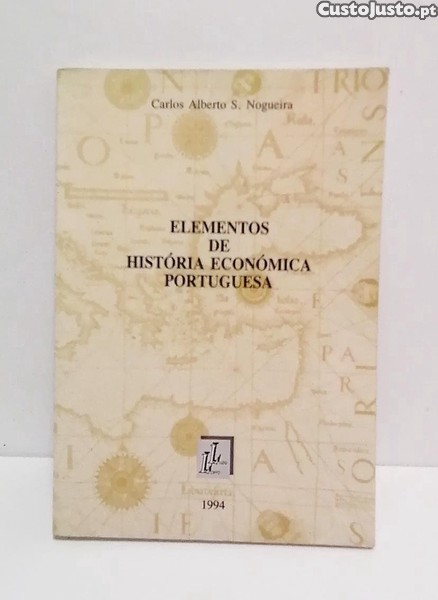 CustoJusto.pt
Carlos Alberto S. Nogueira
ELEMENTOS
DE
HISTÓRIA ECONÓMICA
PORTUGUESA
1994